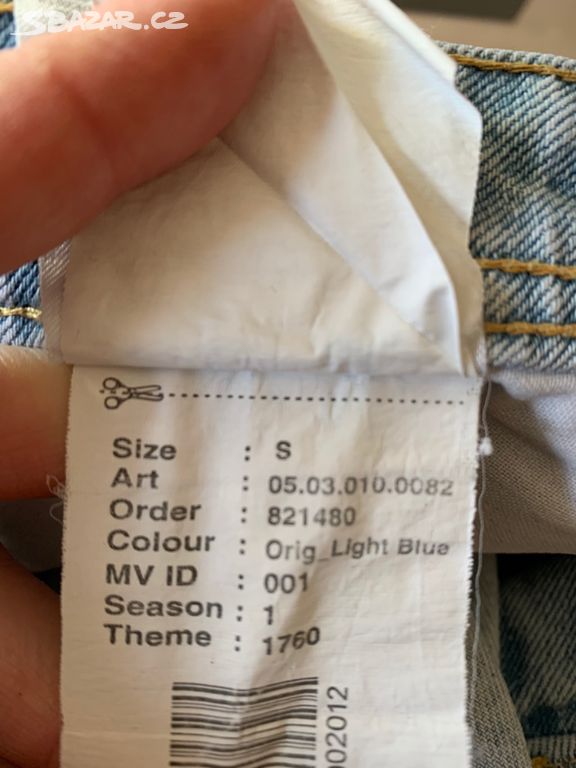 SBAZAR.CZ
Size : S
Art : 05.03.010.0082
Order : 821480
Colour : Orig_Light Blue
MV ID : 001
Season : 1
Theme : 1760
002012